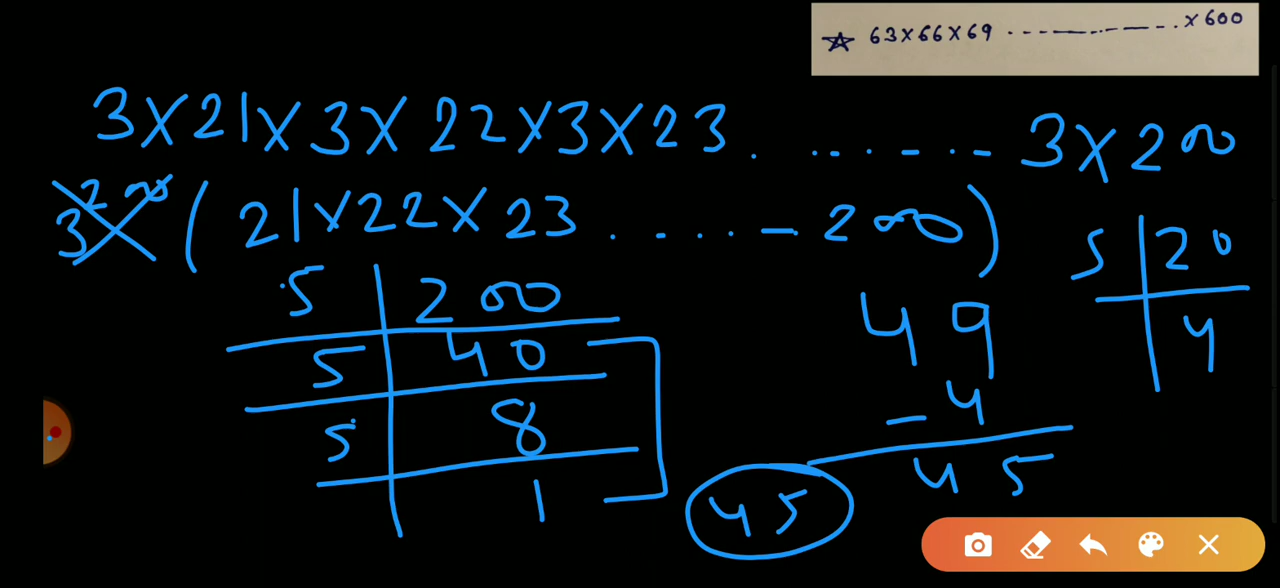 ☆ 63×66×69 ----------- ×600
3×21×3×22×3×23 . ........ 3×200
3^200 (21×22×23 ....... 200)
5 | 200
5 | 40
5 | 8
1
49
- 4
45
45
5 | 20
4